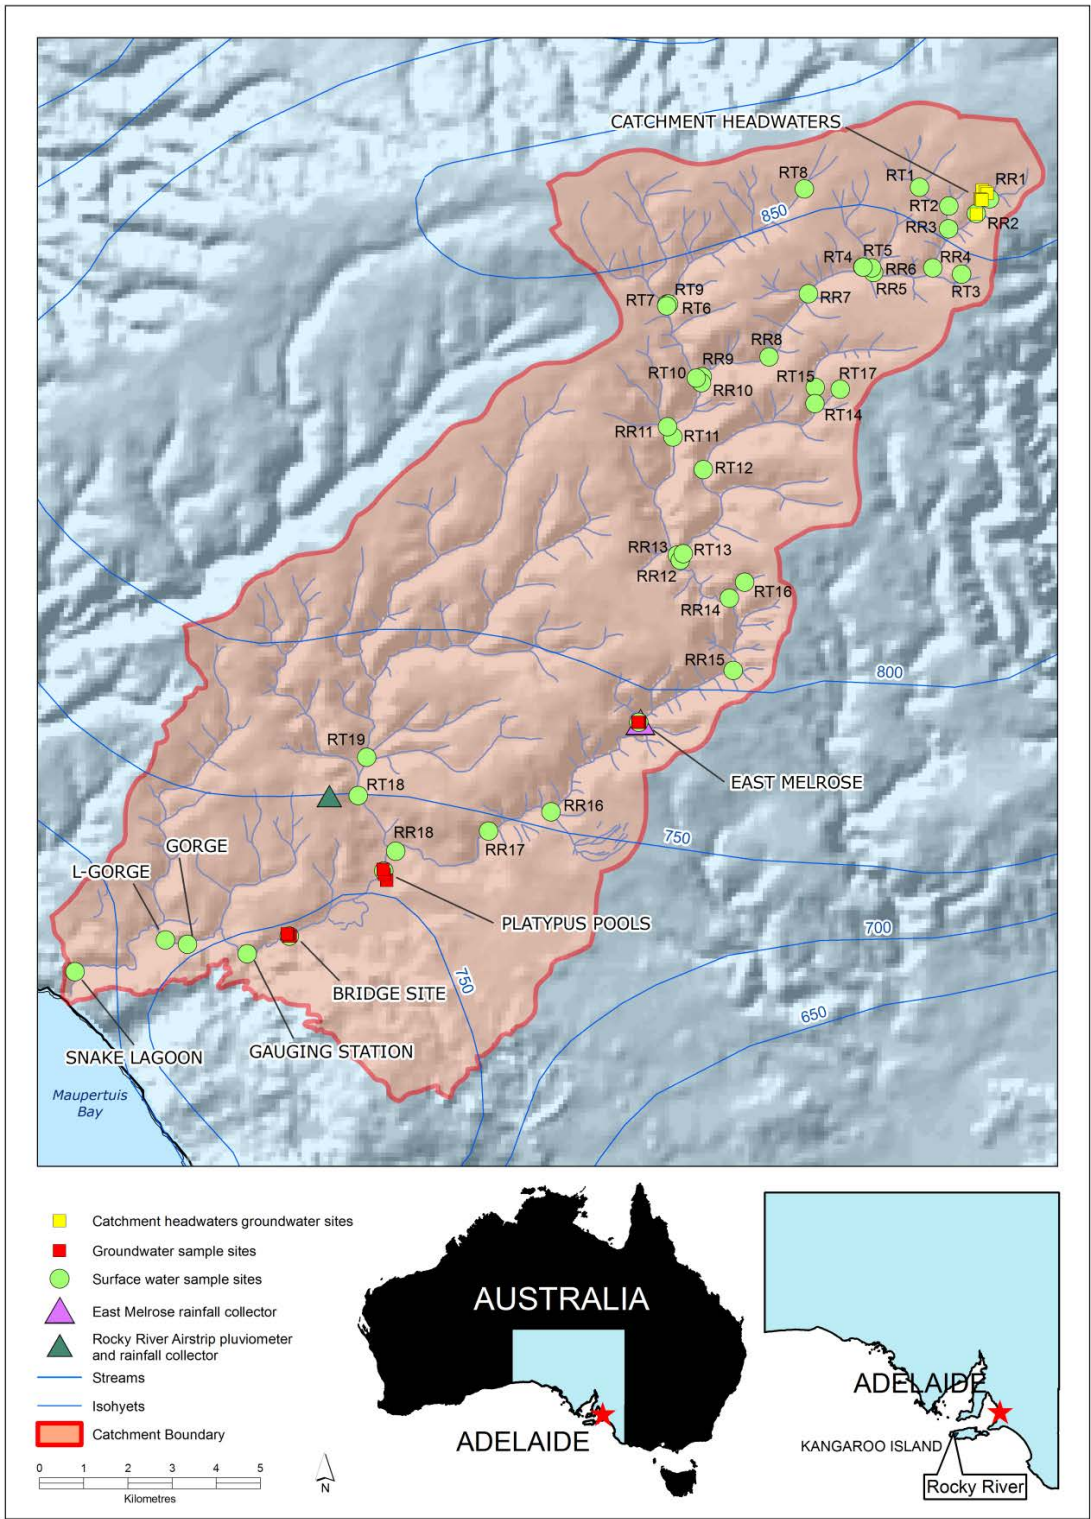 CATCHMENT HEADWATERS
RT8
RT1
RR1
RT2
850
RR3
RR2
RT5
RT4
RR6
RR4
RR5
RT3
RT9
RT7
RT6
RR7
RR8
RR9
RT10
RT15
RT17
RR10
RT14
RR11
RT11
RT12
RR13
RT13
RR12
RT16
RR14
RR15
800
RT19
EAST MELROSE
RT18
RR16
750
RR18
RR17
GORGE
L-GORGE
PLATYPUS POOLS
700
750
BRIDGE SITE
650
SNAKE LAGOON
GAUGING STATION
Maupertuis
Bay
Catchment headwaters groundwater sites
Groundwater sample sites
Surface water sample sites
East Melrose rainfall collector
Rocky River Airstrip pluviometer
and rainfall collector
Streams
Isohyets
Catchment Boundary
0 1 2 3 4 5
Kilometres
N
AUSTRALIA
ADELAIDE
ADELAIDE
KANGAROO ISLAND
Rocky River